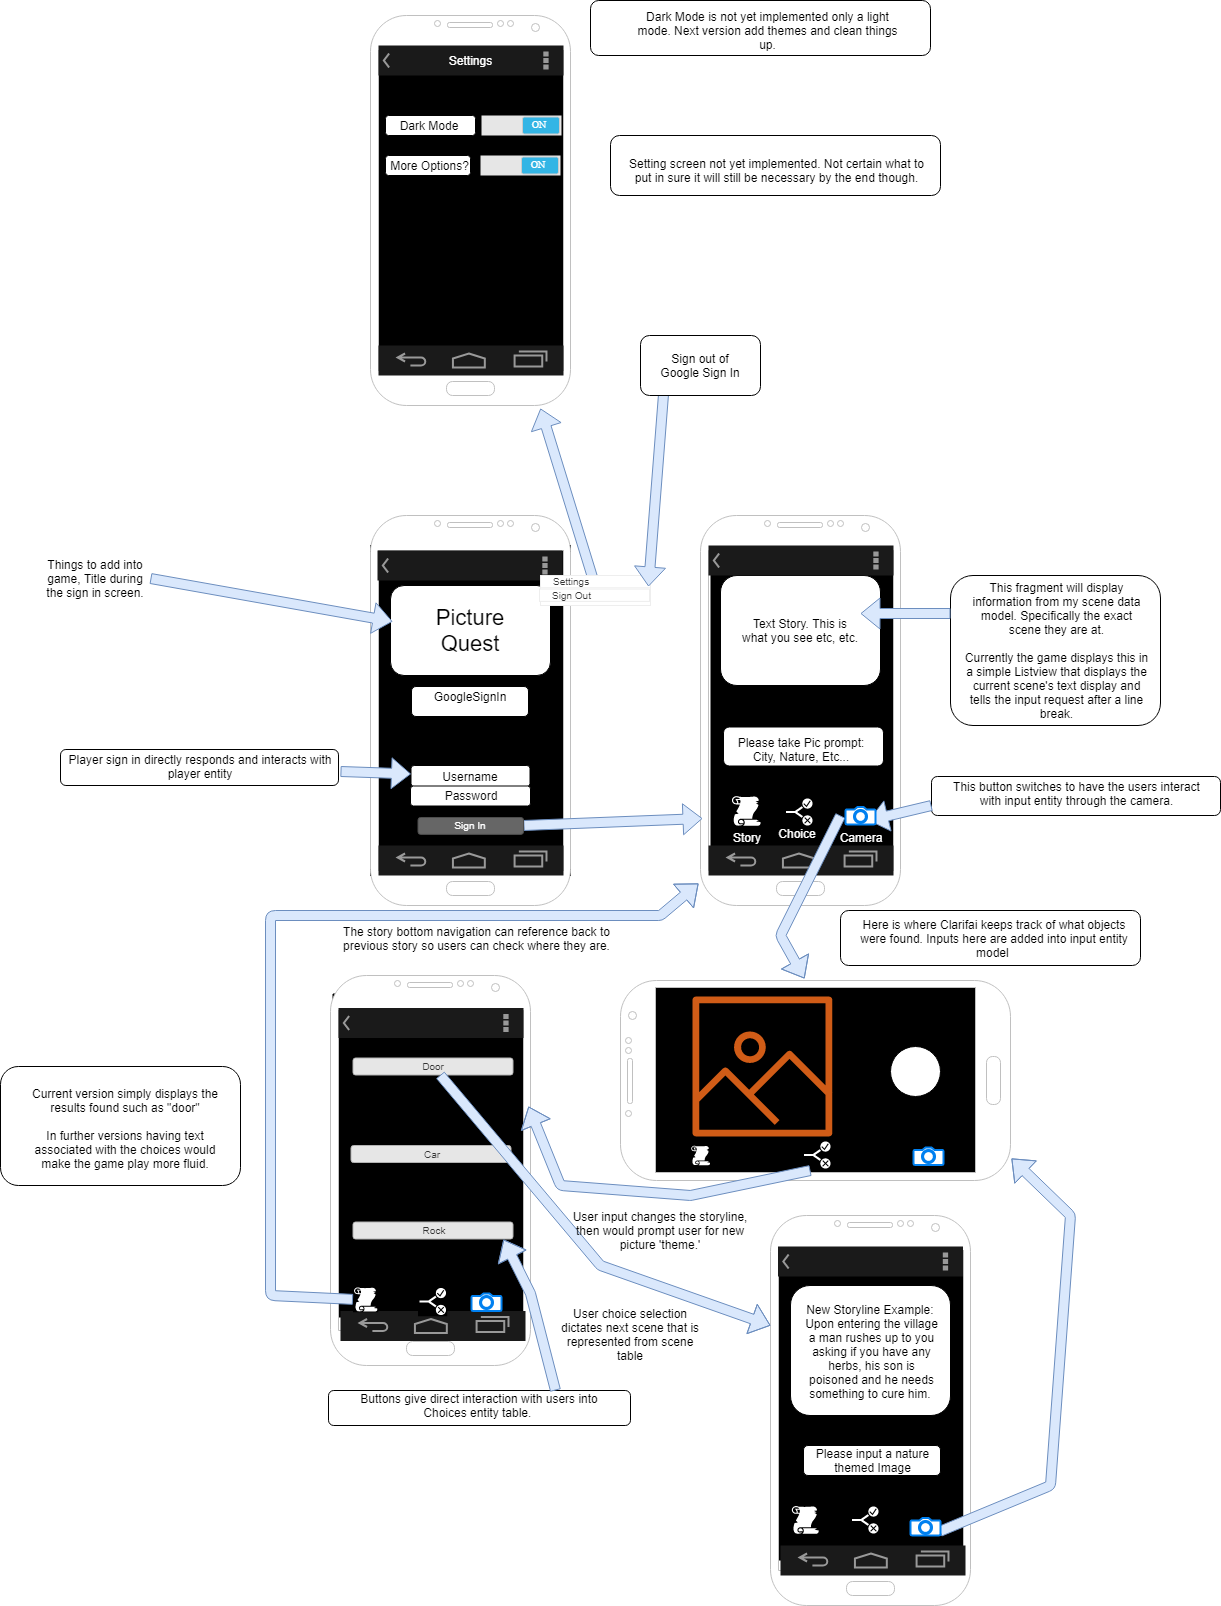 Dark Mode is not yet implemented only a light
mode. Next version add themes and clean things
up.
Settings
Dark Mode
ON
More Options?
ON
Setting screen not yet implemented. Not certain what to
put in sure it will still be necessary by the end though.
Sign out of
Google Sign In
Things to add into
game, Title during
the sign in screen.
Settings
Sign Out
Picture
Quest
GoogleSignIn
Player sign in directly responds and interacts with
player entity
Username
Password
Sign In
Text Story. This is
what you see etc, etc.
This fragment will display
information from my scene data
model. Specifically the exact
scene they are at.
Currently the game displays this in
a simple Listview that displays the
current scene's text display and
tells the input request after a line
break.
Please take Pic prompt:
City, Nature, Etc...
Story
Choice
Camera
This button switches to have the users interact
with input entity through the camera.
The story bottom navigation can reference back to
previous story so users can check where they are.
Here is where Clarifai keeps track of what objects
were found. Inputs here are added into input entity
model
Current version simply displays the
results found such as "door"
In further versions having text
associated with the choices would
make the game play more fluid.
Door
Car
Rock
User input changes the storyline,
then would prompt user for new
picture 'theme.'
User choice selection
dictates next scene that is
represented from scene
table
Buttons give direct interaction with users into
Choices entity table.
New Storyline Example:
Upon entering the village
a man rushes up to you
asking if you have any
herbs, his son is
poisoned and he needs
something to cure him.
Please input a nature
themed Image